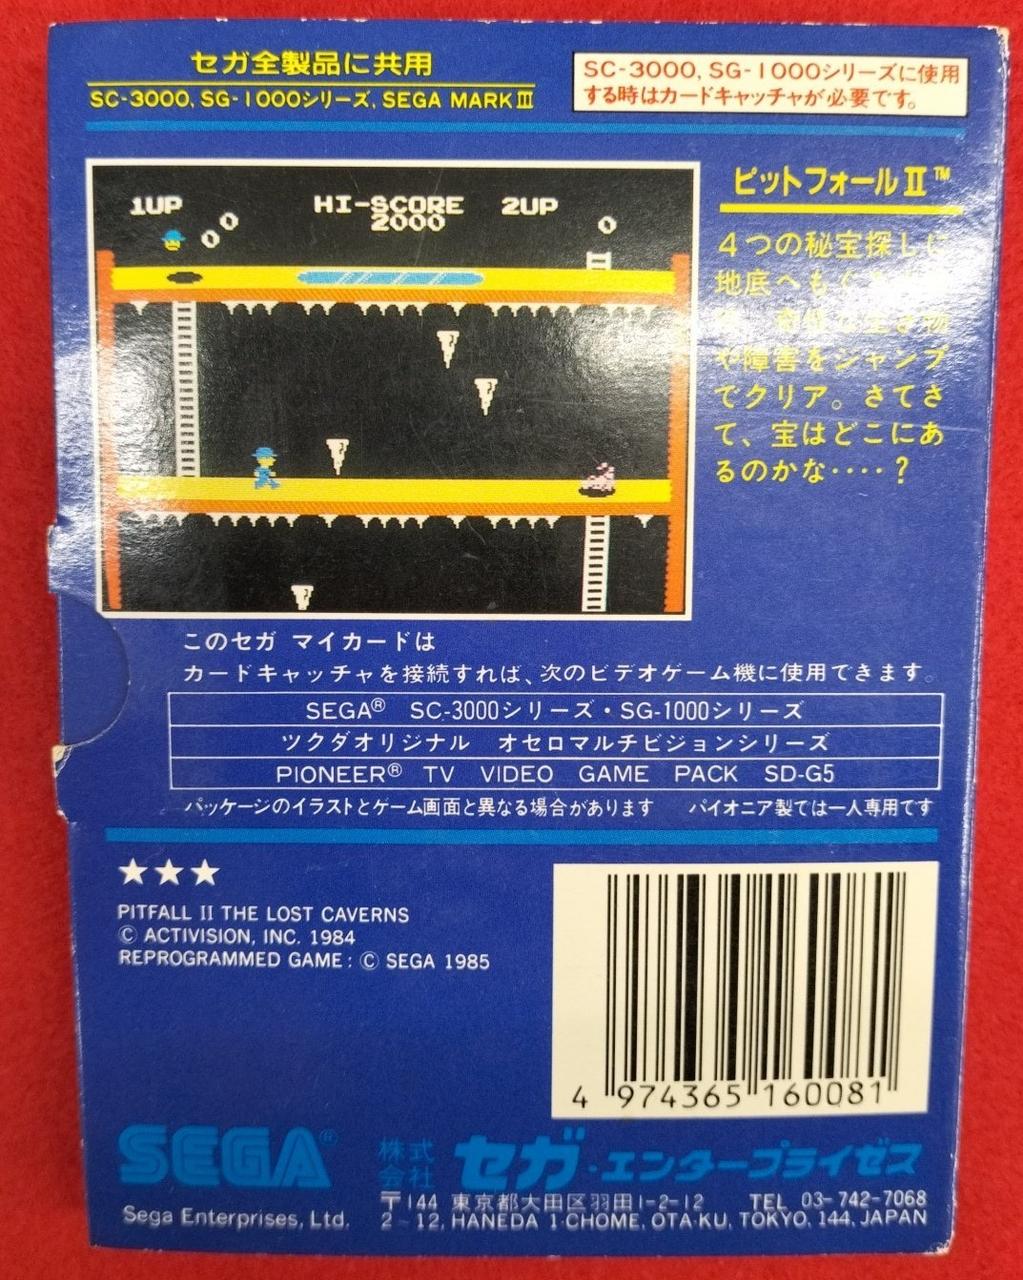 セガ全製品に共用
SC-3000, SG-1000シリーズ, SEGA MARK III
SC-3000, SG-1000シリーズに使用
する時はカードキャッチャが必要です。
1UP HI-SCORE 2UP
0 2000 0
0
ピットフォールII™
4つの秘宝探しに
地底へも
や障害をジャンプ
でクリア。さてさ
て、宝はどこにあ
るのかな‥‥?
このセガ マイカードは
カードキャッチャを接続すれば、次のビデオゲーム機に使用できます。
SEGA® SC-3000シリーズ・SG-1000シリーズ
ツクダオリジナル オセロマルチビジョンシリーズ
PIONEER® TV VIDEO GAME PACK SD-G5
パッケージのイラストとゲーム画面と異なる場合があります パイオニア製では一人専用です
★★★
PITFALL II THE LOST CAVERNS
© ACTIVISION, INC. 1984
REPROGRAMMED GAME: © SEGA 1985
4 974365 160081
SEGA® 株式会社 セガ・エンタープライゼス
〒144 東京都大田区羽田1-2-12 TEL 03-742-7068
Sega Enterprises, Ltd. 2-12, HANEDA 1-CHOME, OTA-KU, TOKYO, 144, JAPAN